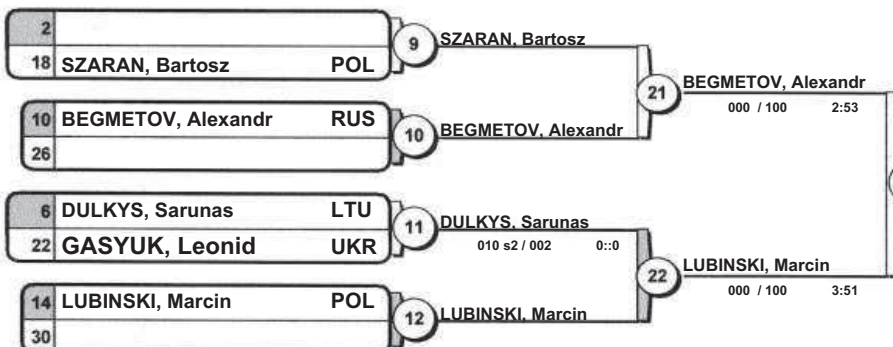 2
18 SZARAN, Bartosz POL
9
SZARAN, Bartosz
21
BEGMETOV, Alexandr
000 / 100 2:53
10 BEGMETOV, Alexandr RUS
26
10
BEGMETOV, Alexandr
6 DULKYS, Sarunas LTU
22 GASYUK, Leonid UKR
11
DULKYS, Sarunas
010 s2 / 002 0::0
22
LUBINSKI, Marcin
000 / 100 3:51
14 LUBINSKI, Marcin POL
30
12
LUBINSKI, Marcin